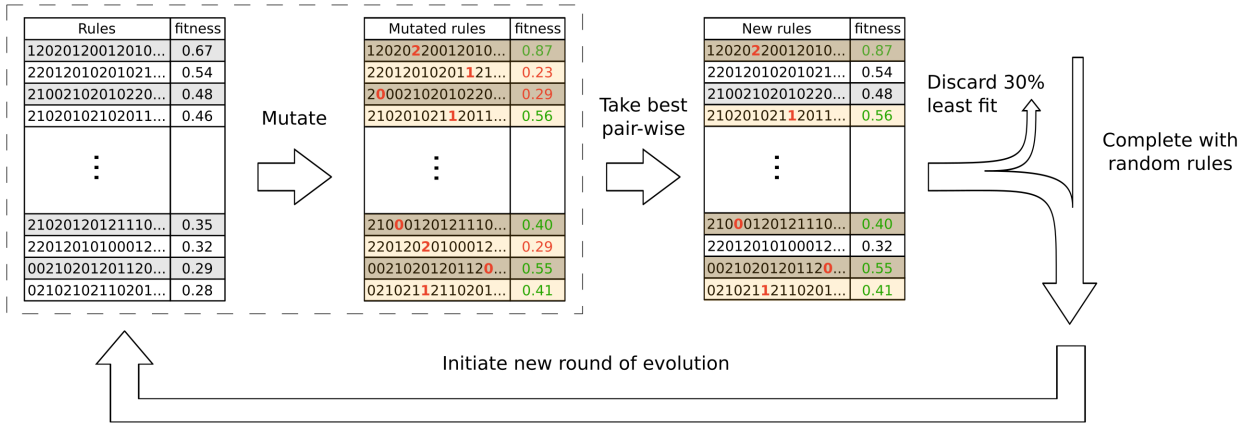 Rules fitness
12020120012010... 0.67
22012010201021... 0.54
21002102010220... 0.48
21020102102011... 0.46
⋮
21020120121110... 0.35
22012010100012... 0.32
00210201201120... 0.29
02102102110201... 0.28
Mutate
Mutated rules fitness
12020220012010... 0.87
22012010201121... 0.23
20002102010220... 0.29
21020102112011... 0.56
⋮
21000120121110... 0.40
22012020100012... 0.29
00210201201120... 0.55
02102112110201... 0.41
Take best
pair-wise
New rules fitness
12020220012010... 0.87
22012010201021... 0.54
21002102010220... 0.48
21020102112011... 0.56
⋮
21000120121110... 0.40
22012010100012... 0.32
00210201201120... 0.55
02102112110201... 0.41
Discard 30%
least fit
Complete with
random rules
Initiate new round of evolution